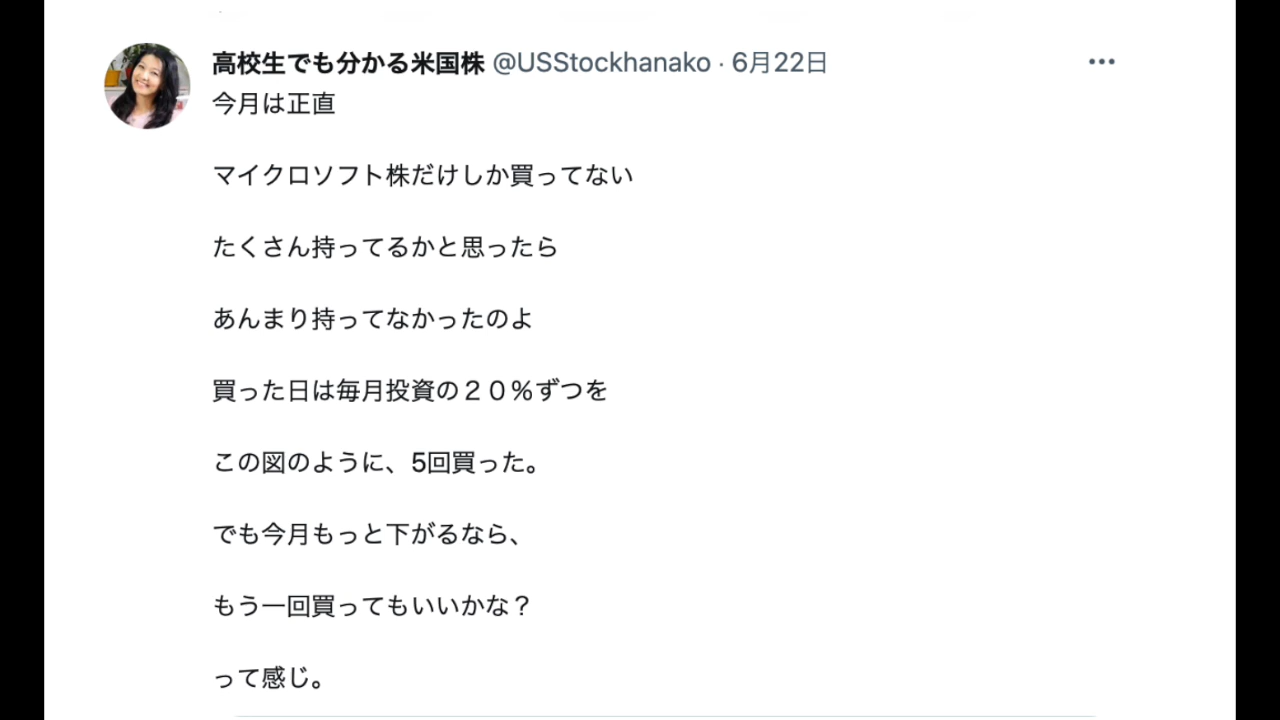 高校生でも分かる米国株 @USStockhanako · 6月22日
今月は正直
マイクロソフト株だけしか買ってない
たくさん持ってるかと思ったら
あんまり持ってなかったのよ
買った日は毎月投資の２０％ずつを
この図のように、5回買った。
でも今月もっと下がるなら、
もう一回買ってもいいかな？
って感じ。